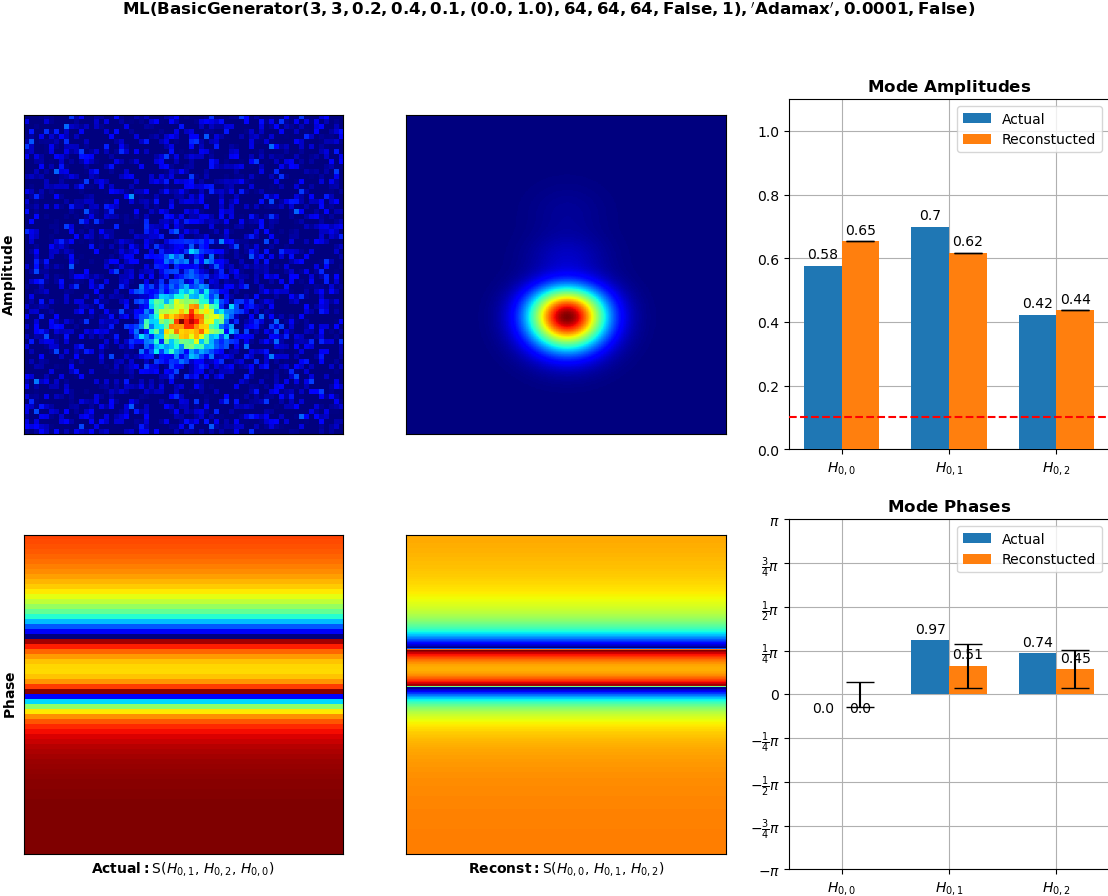 ML(BasicGenerator(3, 3, 0.2, 0.4, 0.1, (0.0, 1.0), 64, 64, 64, False, 1), 'Adamax', 0.0001, False)
Amplitude
Mode Amplitudes
Actual
Reconstucted
1.0
0.8
0.6
0.4
0.2
0.0
0.58
0.65
0.7
0.62
0.42
0.44
H0, 0
H0, 1
H0, 2
Phase
Actual: S(H0, 1, H0, 2, H0, 0)
Reconst: S(H0, 0, H0, 1, H0, 2)
Mode Phases
Actual
Reconstucted
π
3/4π
1/2π
1/4π
0
−1/4π
−1/2π
−3/4π
−π
0.0
0.0
0.97
0.51
0.74
0.45
H0, 0
H0, 1
H0, 2